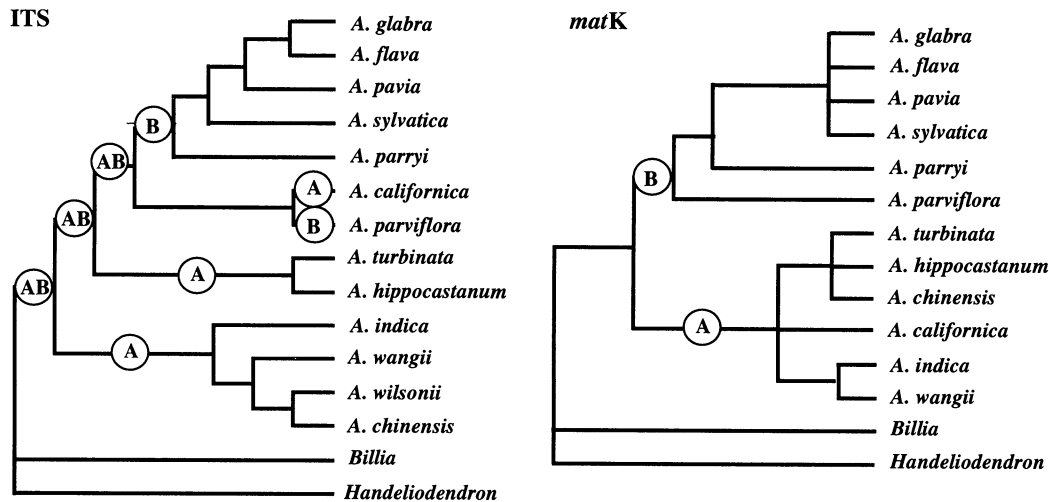 ITS
A. glabra
A. flava
A. pavia
B
A. sylvatica
AB
A. parryi
A
A. californica
AB
B
A. parviflora
A. turbinata
A
AB
A. hippocastanum
A. indica
A
A. wangii
A. wilsonii
A. chinensis
Billia
Handeliodendron
matK
A. glabra
A. flava
A. pavia
A. sylvatica
A. parryi
B
A. parviflora
A. turbinata
A. hippocastanum
A. chinensis
A
A. californica
A. indica
A. wangii
Billia
Handeliodendron